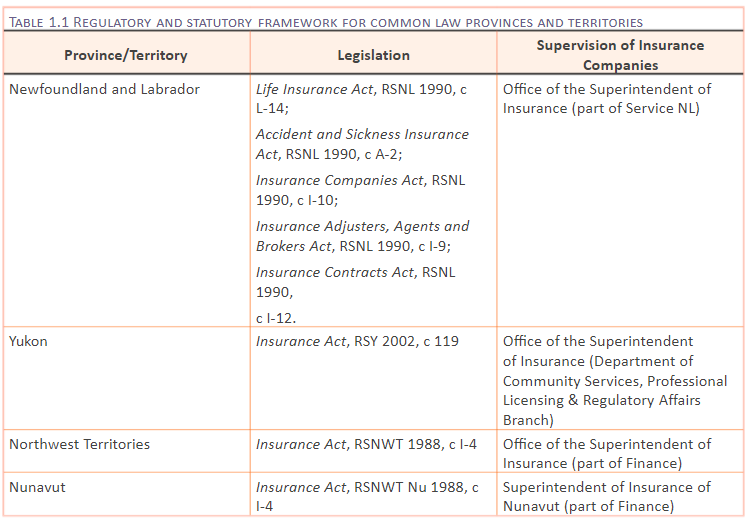 TABLE 1.1 REGULATORY AND STATUTORY FRAMEWORK FOR COMMON LAW PROVINCES AND TERRITORIES
Province/Territory
Legislation
Supervision of Insurance
Companies
Newfoundland and Labrador
Life Insurance Act, RSNL 1990, c
L-14;
Accident and Sickness Insurance
Act, RSNL 1990, c A-2;
Insurance Companies Act, RSNL
1990, c I-10;
Insurance Adjusters, Agents and
Brokers Act, RSNL 1990, c I-9;
Insurance Contracts Act, RSNL
1990,
c I-12.
Office of the Superintendent of
Insurance (part of Service NL)
Yukon
Insurance Act, RSY 2002, c 119
Office of the Superintendent
of Insurance (Department of
Community Services, Professional
Licensing & Regulatory Affairs
Branch)
Northwest Territories
Insurance Act, RSNWT 1988, c I-4
Office of the Superintendent of
Insurance (part of Finance)
Nunavut
Insurance Act, RSNWT Nu 1988, c
I-4
Superintendent of Insurance of
Nunavut (part of Finance)